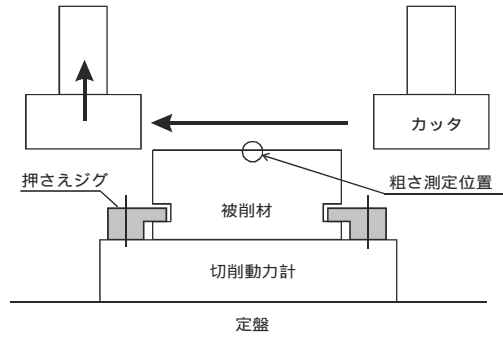 カッタ
押さえジグ
粗さ測定位置
被削材
切削動力計
定盤